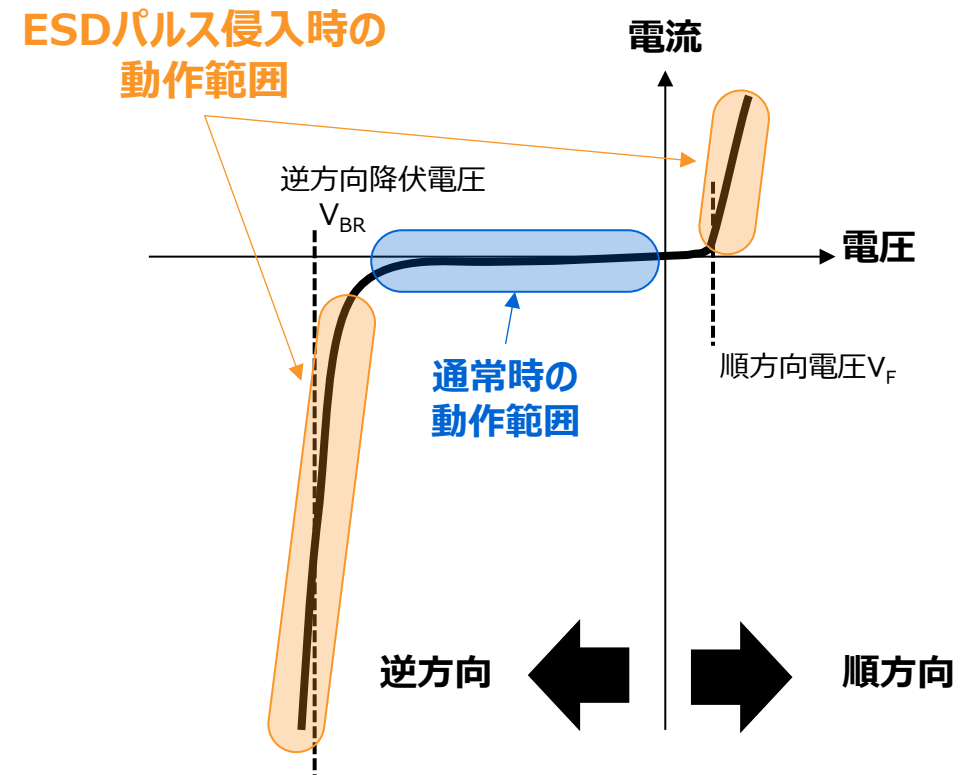 ESDパルス侵入時の
動作範囲
電流
逆方向降伏電圧
VBR
電圧
順方向電圧VF
通常時の
動作範囲
逆方向
順方向